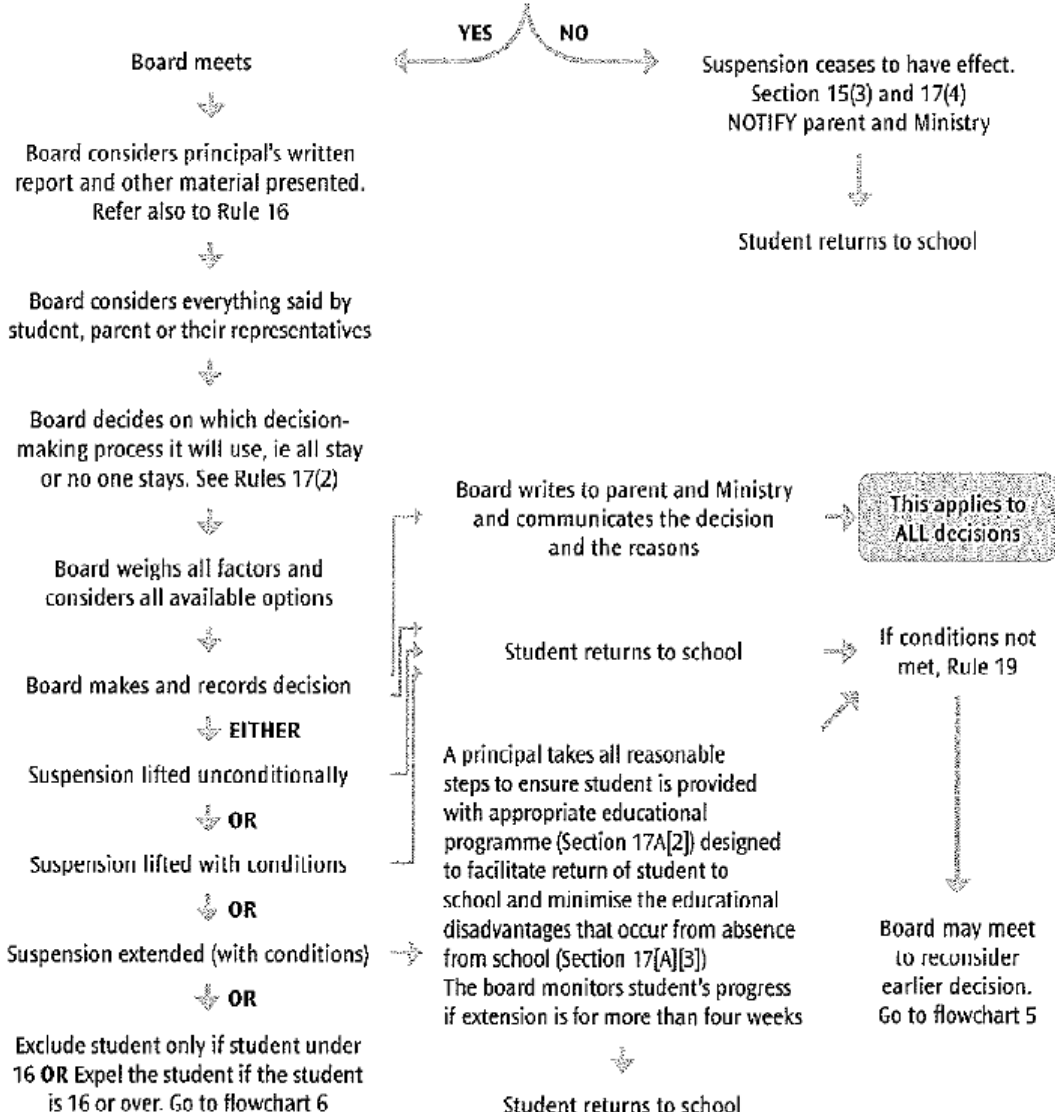 YES
NO
Board meets
Suspension ceases to have effect.
Section 15(3) and 17(4)
NOTIFY parent and Ministry
Board considers principal's written
report and other material presented.
Refer also to Rule 16
Student returns to school
Board considers everything said by
student, parent or their representatives
Board decides on which decision-
making process it will use, ie all stay
or no one stays. See Rules 17(2)
Board writes to parent and Ministry
and communicates the decision
and the reasons
This applies to
ALL decisions
Board weighs all factors and
considers all available options
Student returns to school
If conditions not
met, Rule 19
Board makes and records decision
EITHER
Suspension lifted unconditionally
OR
Suspension lifted with conditions
OR
Suspension extended (with conditions)
OR
Exclude student only if student under
16 OR Expel the student if the student
is 16 or over. Go to flowchart 6
A principal takes all reasonable
steps to ensure student is provided
with appropriate educational
programme (Section 17A[2]) designed
to facilitate return of student to
school and minimise the educational
disadvantages that occur from absence
from school (Section 17[A][3])
The board monitors student's progress
if extension is for more than four weeks
Student returns to school
Board may meet
to reconsider
earlier decision.
Go to flowchart 5